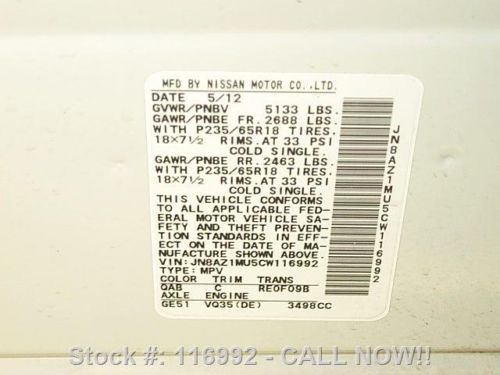 MFD BY NISSAN MOTOR CO.,LTD.
DATE 5/12
GVWR/PNBV 5133 LBS.
GAWR/PNBE FR. 2688 LBS.
WITH P235/65R18 TIRES.
18x7½ RIMS. AT 33 PSI
COLD SINGLE.
GAWR/PNBE RR. 2463 LBS.
WITH P235/65R18 TIRES.
18x7½ RIMS. AT 33 PSI
COLD SINGLE.
THIS VEHICLE CONFORMS
TO ALL APPLICABLE FED-
ERAL MOTOR VEHICLE SA-
FETY AND THEFT PREVEN-
TION STANDARDS IN EFF-
ECT ON THE DATE OF MA-
NUFACTURE SHOWN ABOVE.
VIN: JN8AZ1MU5CW116992
TYPE: MPV
COLOR TRIM TRANS
QAB C RE0F09B
AXLE ENGINE
GE51 VQ35(DE) 3498CC
JN8AZ1MU5CW116992
Stock #: 116992 - CALL NOW!!